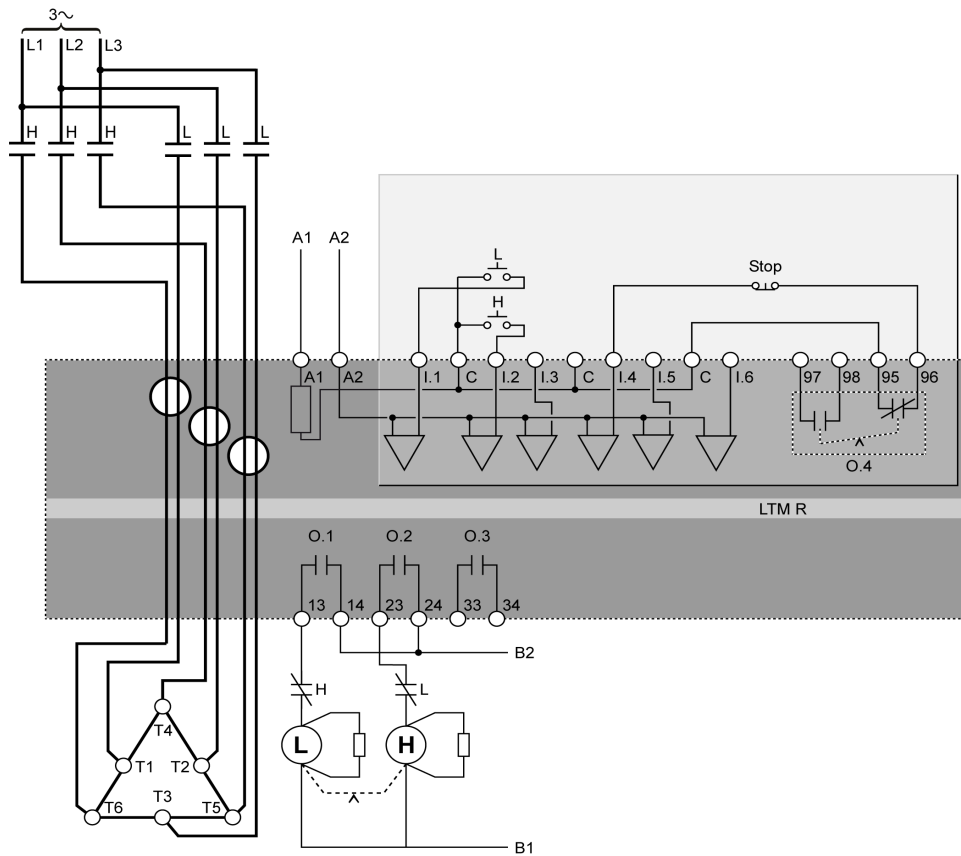 3~
L1 L2 L3
H H H L L L
A1 A2
L
H
Stop
A1 A2 I.1 C I.2 I.3 C I.4 I.5 C I.6 97 98 95 96
O.4
LTM R
O.1 O.2 O.3
13 14 23 24 33 34
B2
H L
L H
T4
T1 T2
T6 T3 T5
B1